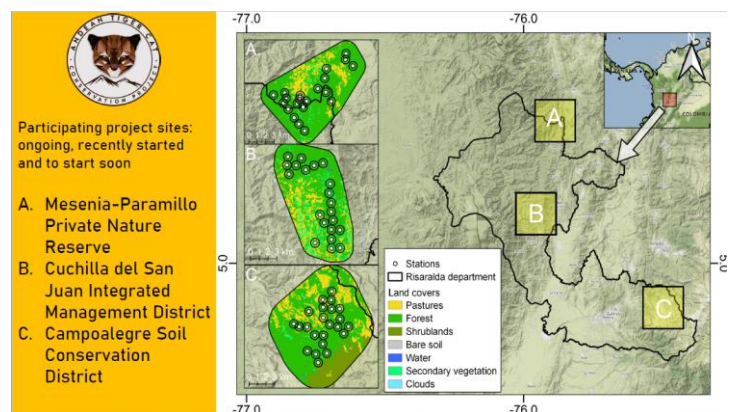 ANDEAN TIGER CAT
CONSERVATION PROJECT
Participating project sites:
ongoing, recently started
and to start soon
A. Mesenia-Paramillo
Private Nature
Reserve
B. Cuchilla del San
Juan Integrated
Management District
C. Campoalegre Soil
Conservation
District
-77.0
-76.0
A
B
C
A
B
C
N
COLOMBIA
5.0
5.0
Stations
Risaralda department
Land covers
Pastures
Forest
Shrublands
Bare soil
Water
Secondary vegetation
Clouds
-77.0
-76.0